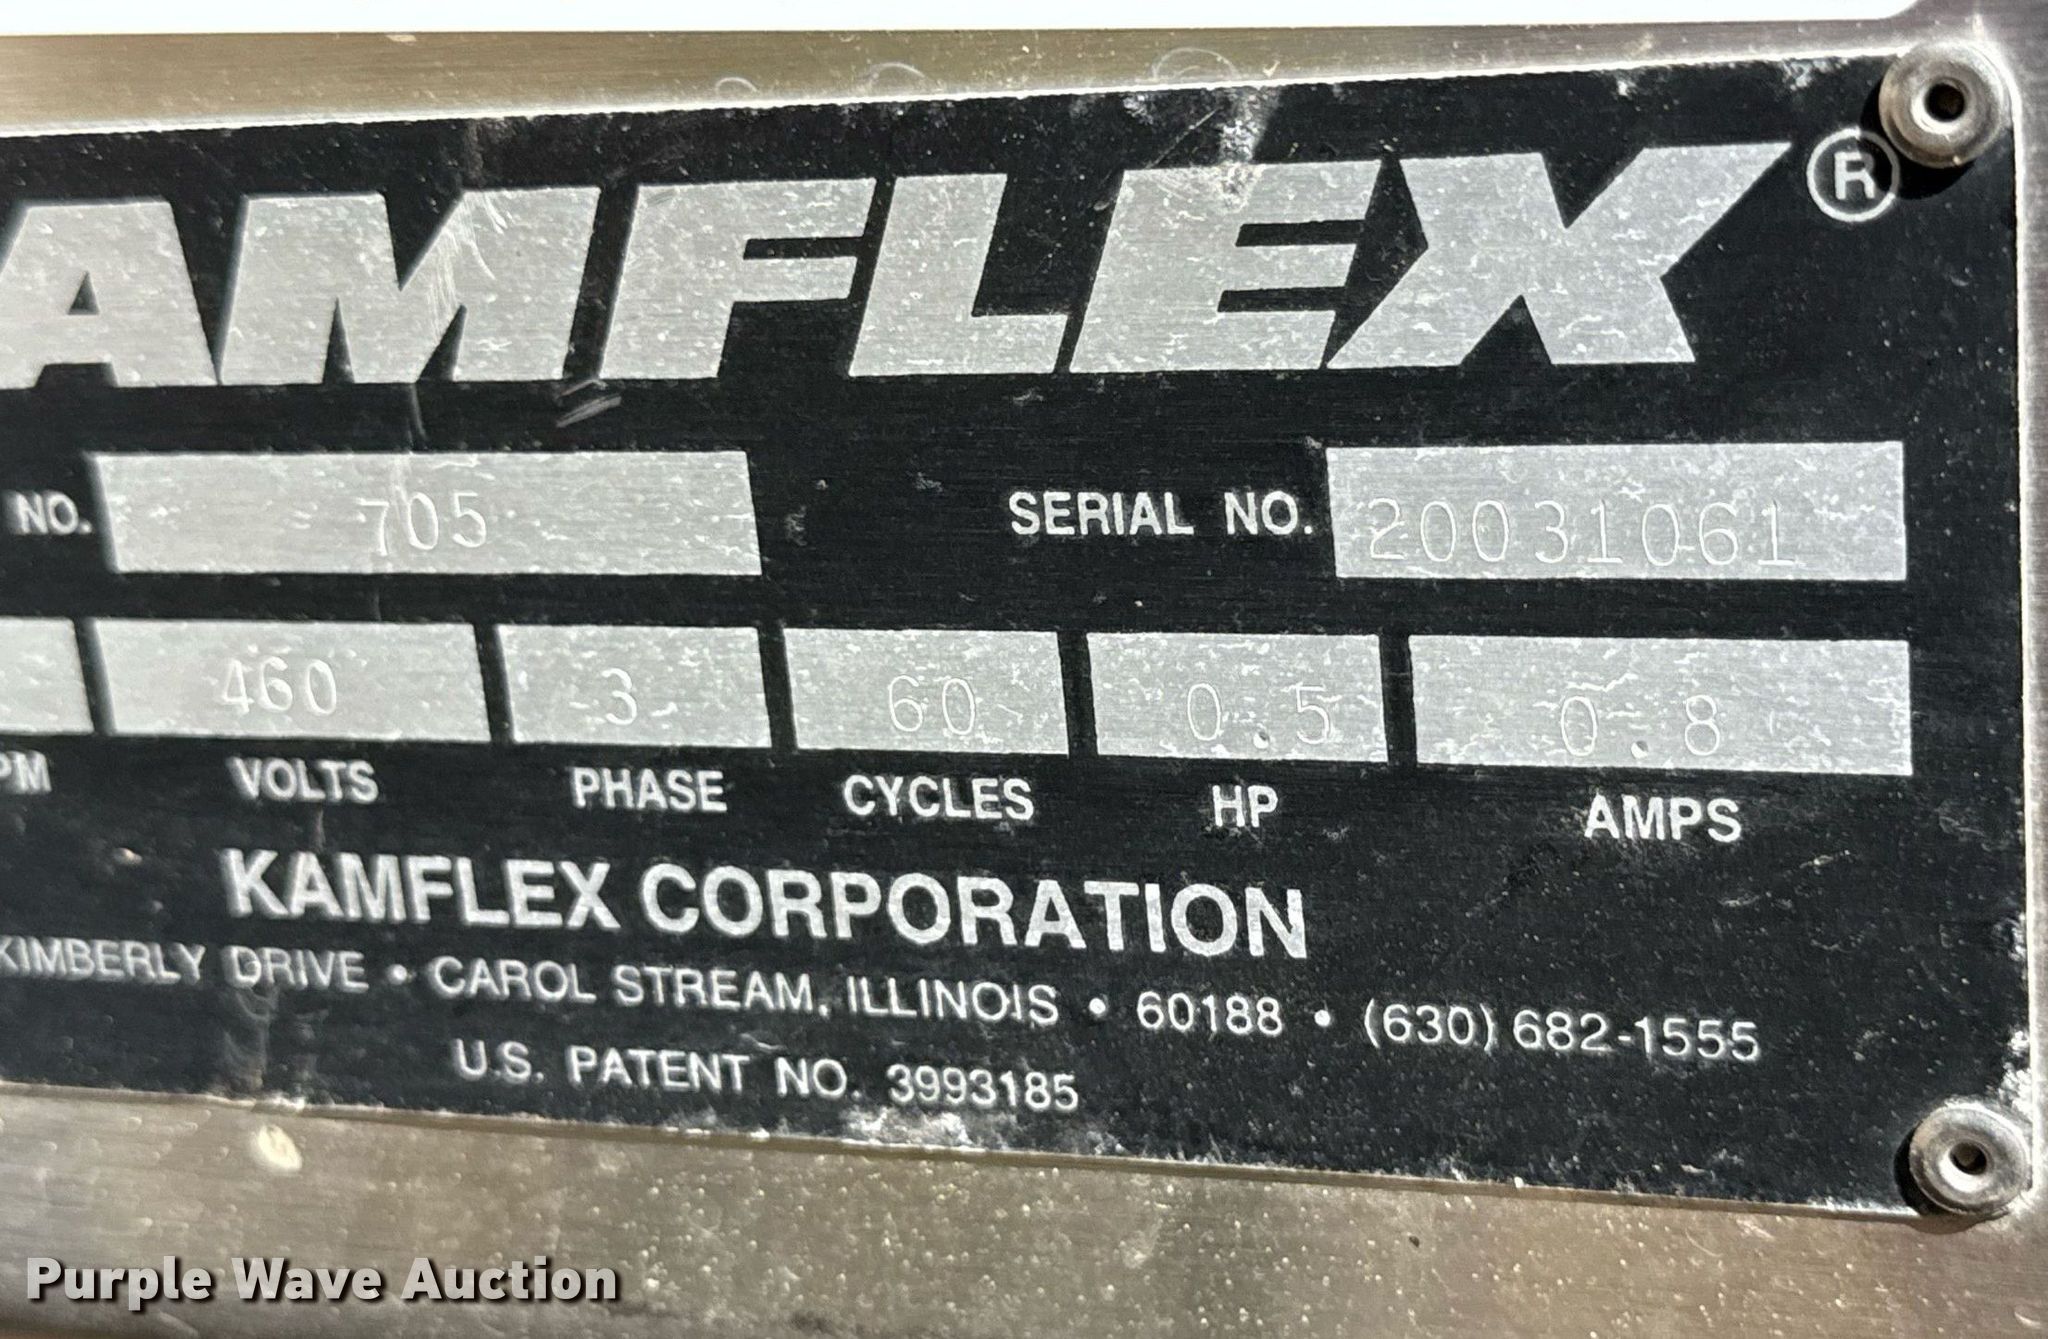 AMFLEX®
NO. 705 SERIAL NO. 20031061
460 3 60 0.5 0.8
PM VOLTS PHASE CYCLES HP AMPS
KAMFLEX CORPORATION
KIMBERLY DRIVE • CAROL STREAM, ILLINOIS • 60188 • (630) 682-1555
U.S. PATENT NO. 3993185
Purple Wave Auction